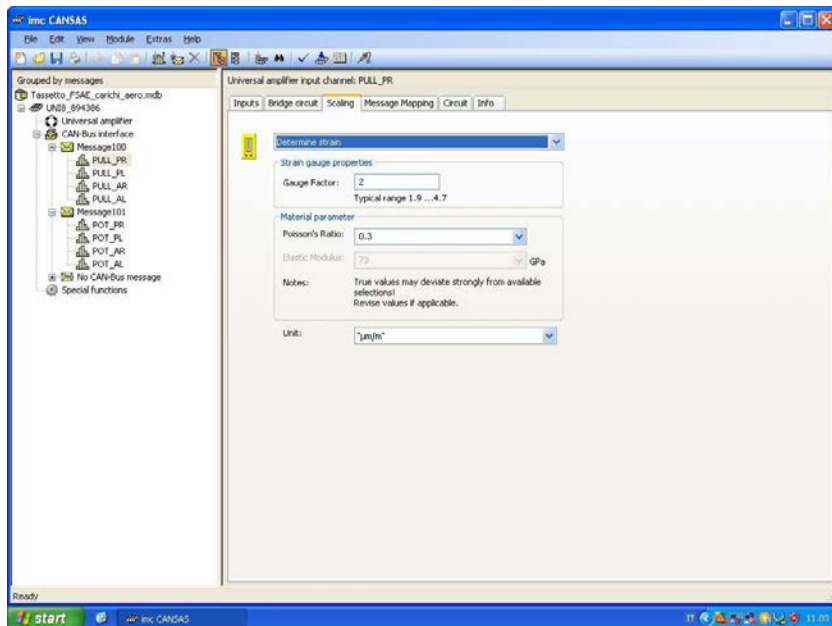 imc CANSAS
File Edit View Module Extras Help
Grouped by messages
Tassetto_FSAE_carichi_aero.mdb
UNI8_894386
Universal amplifier
CAN-Bus interface
Message100
PULL_PR
PULL_PL
PULL_AR
PULL_AL
Message101
POT_PR
POT_PL
POT_AR
POT_AL
No CAN-Bus message
Special functions
Universal amplifier input channel: PULL_PR
Inputs Bridge circuit Scaling Message Mapping Circuit Info
Determine strain
Strain gauge properties
Gauge Factor: 2
Typical range 1.9 ...4.7
Material parameter
Poisson's Ratio: 0.3
Elastic Modulus: 73 GPa
Notes: True values may deviate strongly from available
selections!
Revise values if applicable.
Unit: "µm/m"
Ready
start imc CANSAS IT 11.03